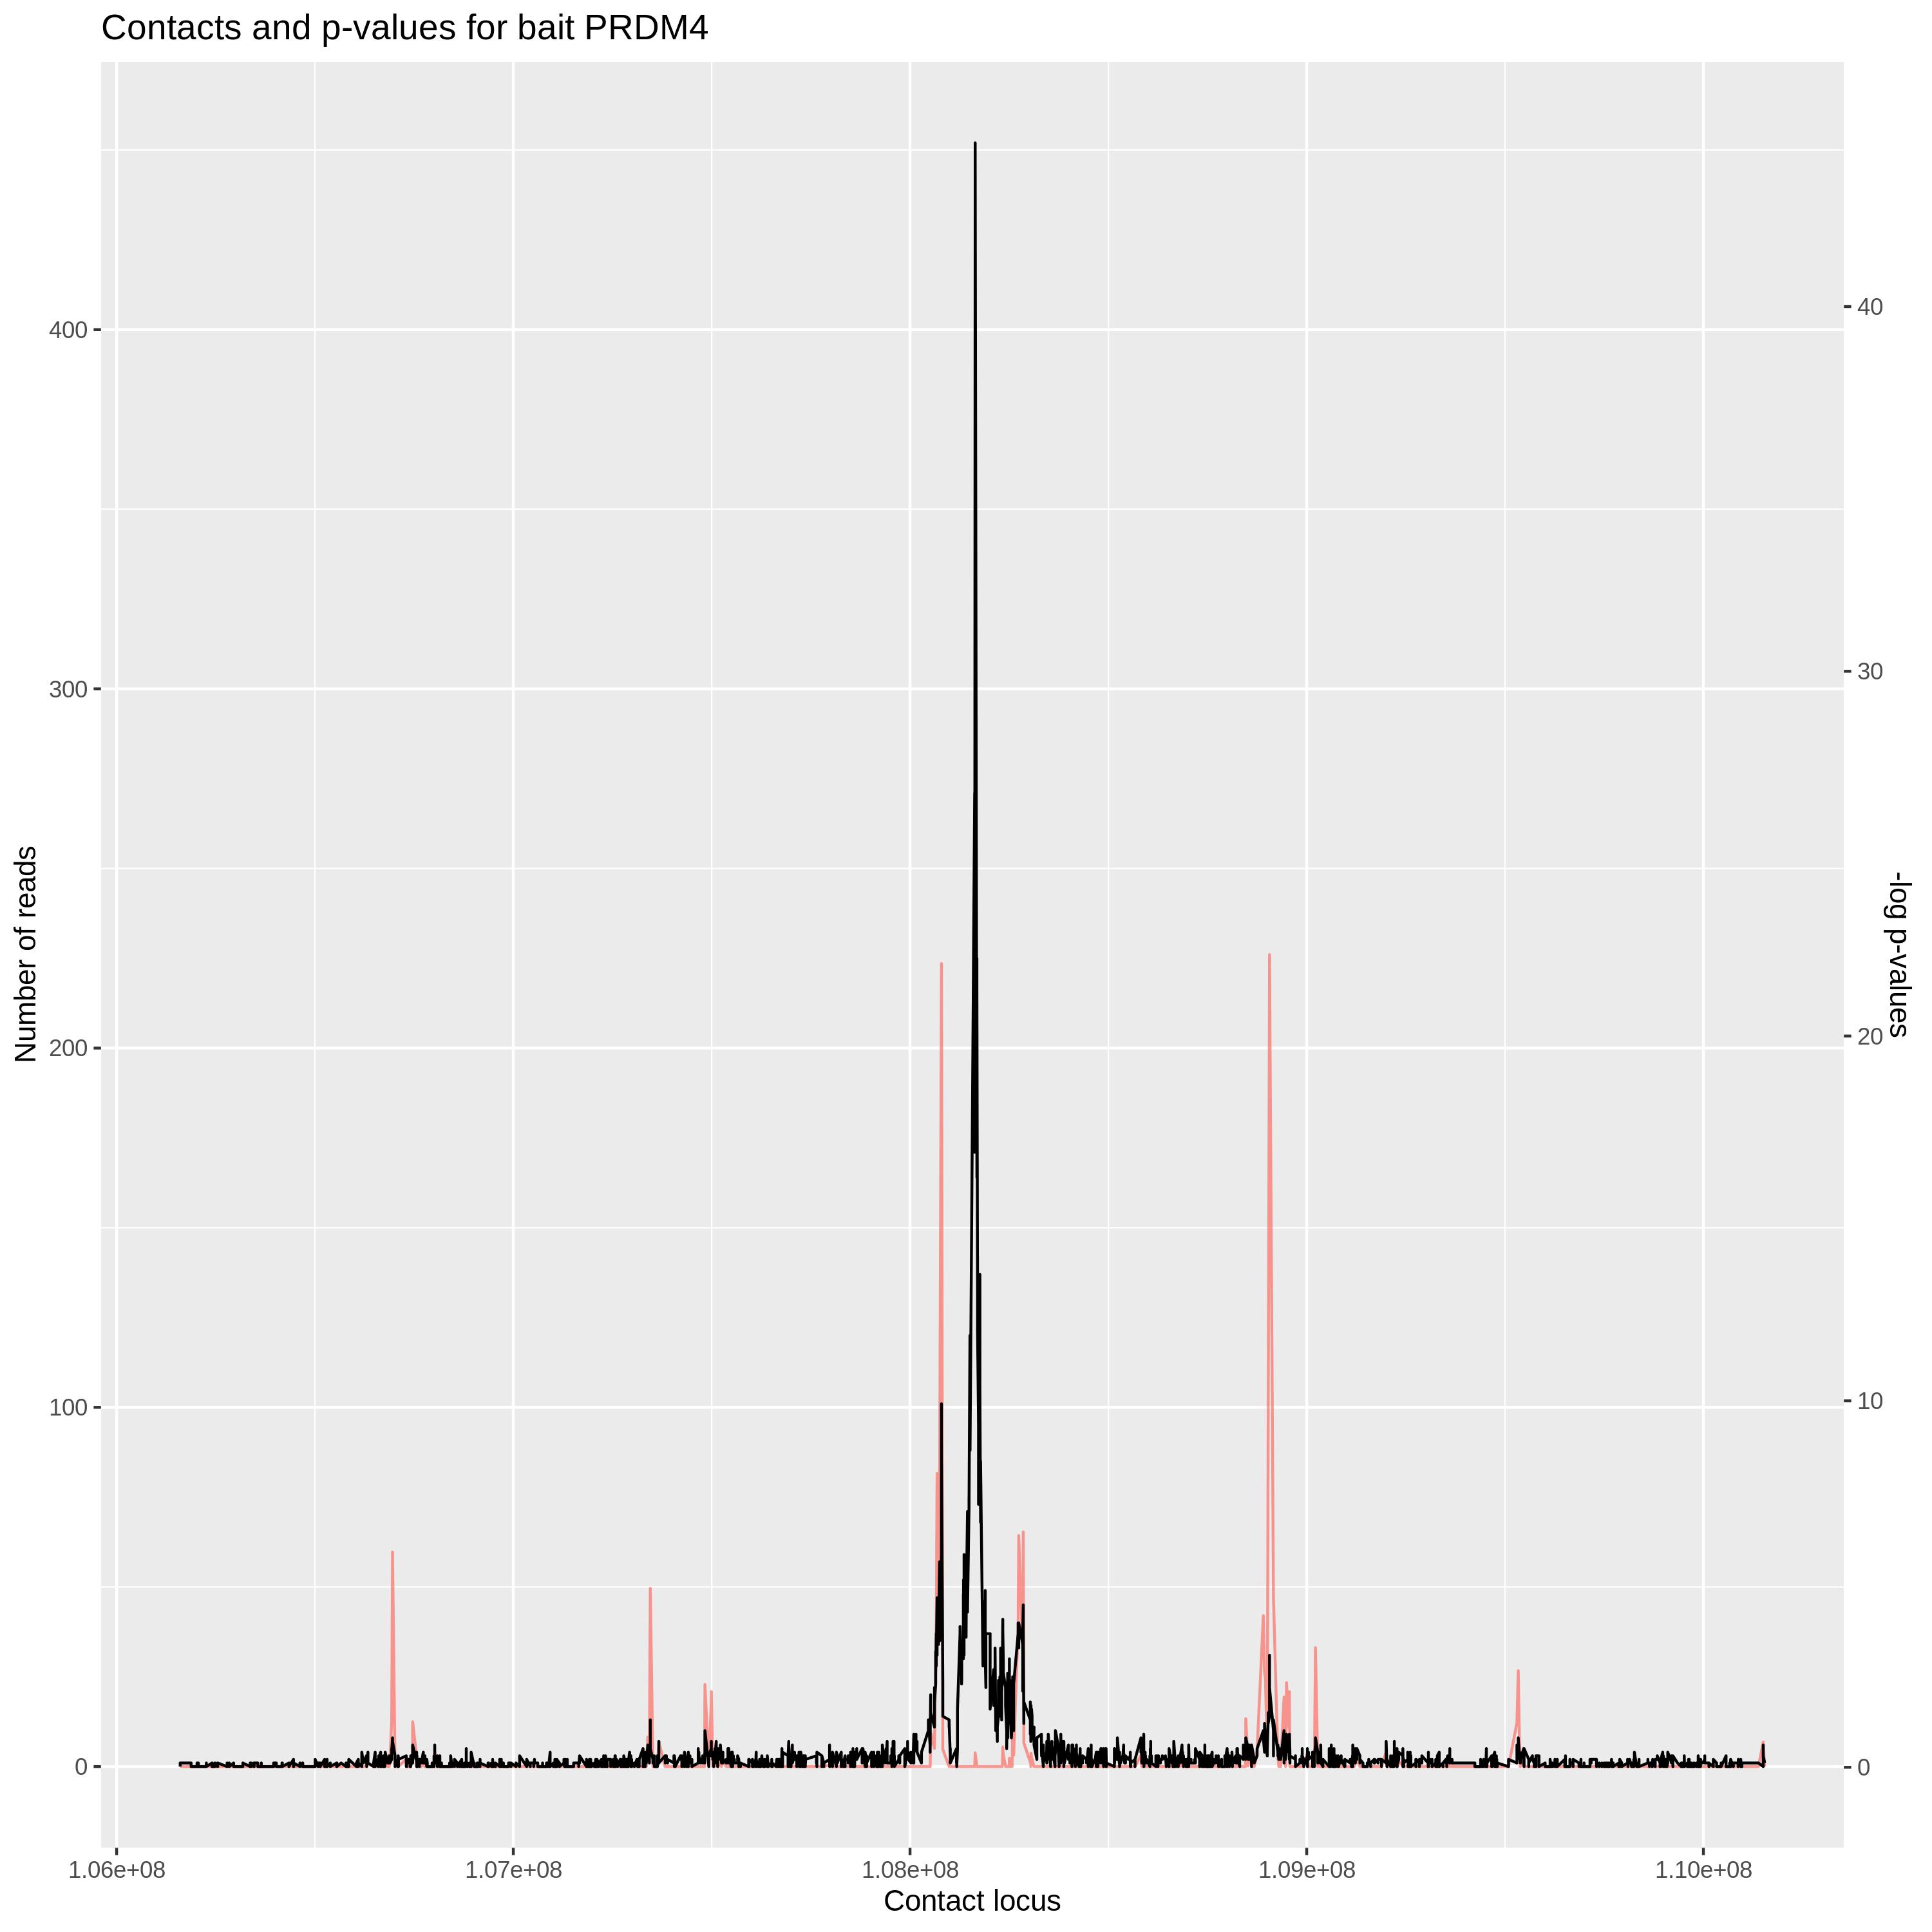 Contacts and p-values for bait PRDM4
Number of reads
400
300
200
100
0
40
30
20
10
0
-log p-values
1.06e+08
1.07e+08
1.08e+08
1.09e+08
1.10e+08
Contact locus